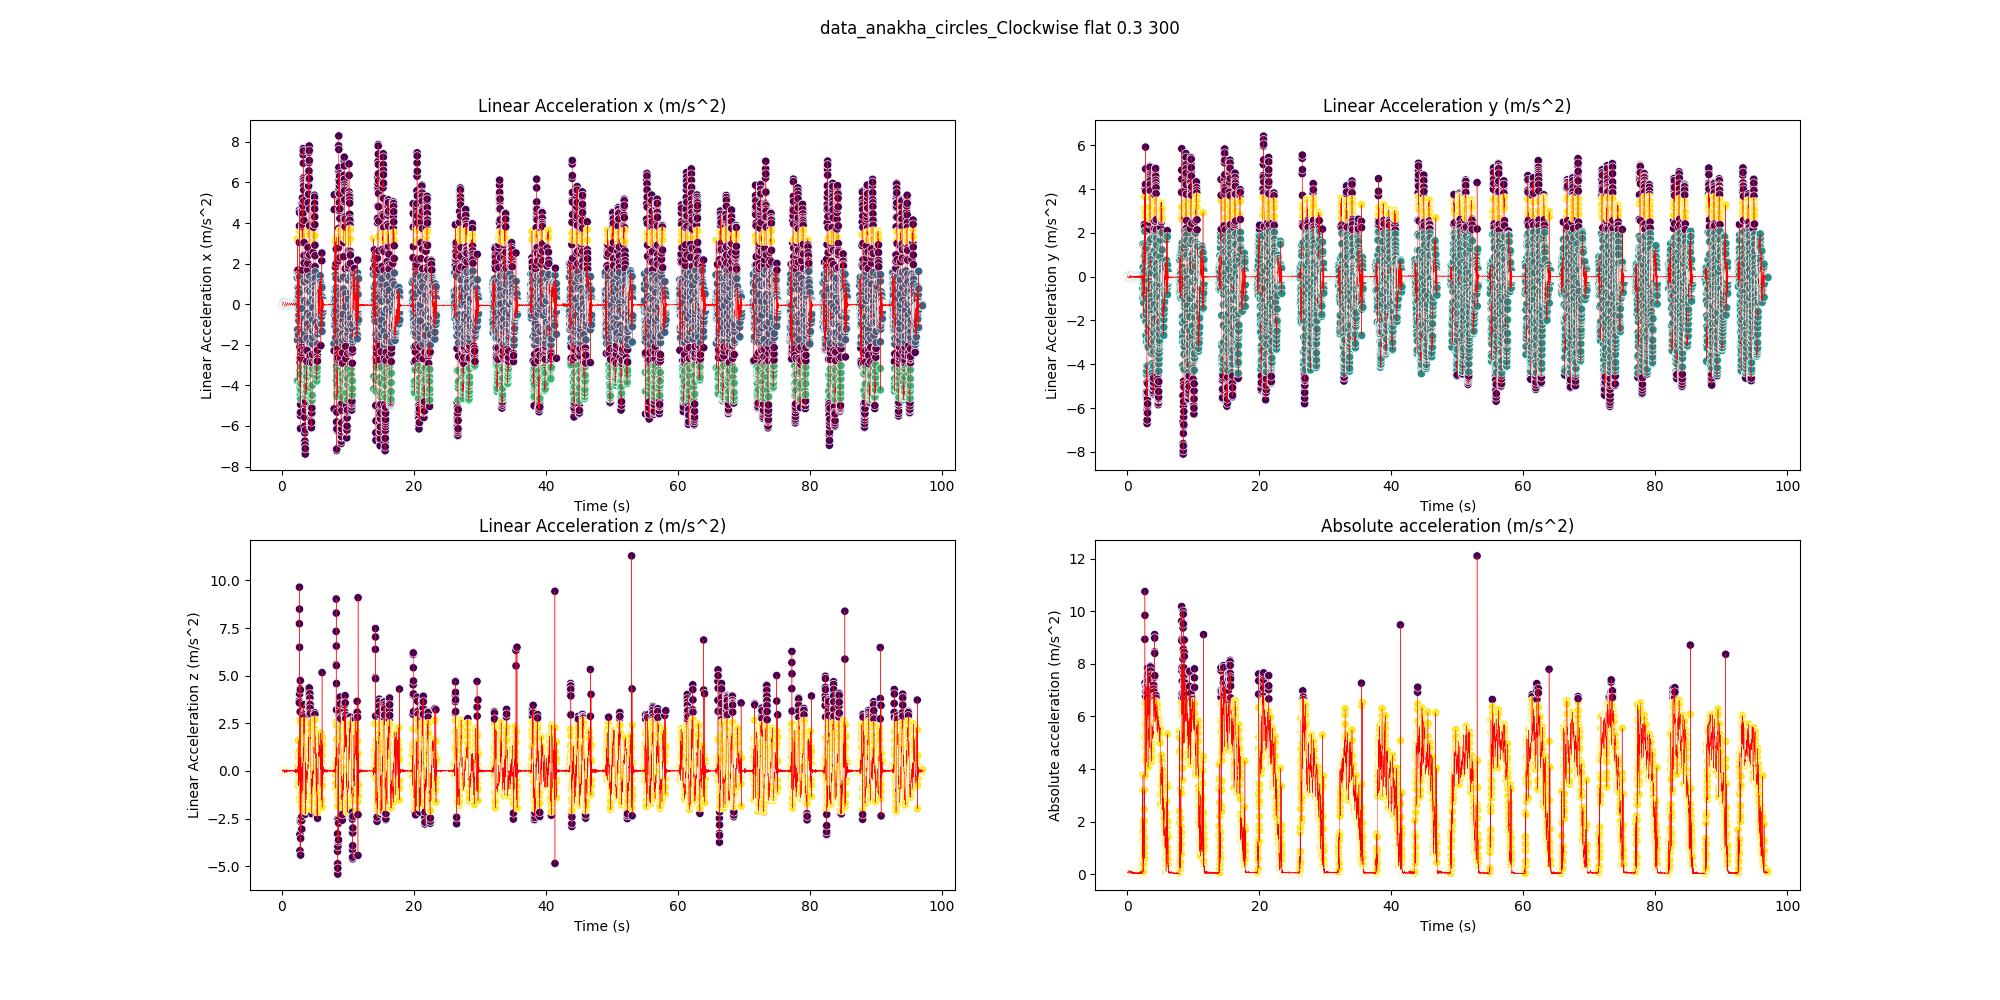 data_anakha_circles_Clockwise flat 0.3 300
Linear Acceleration x (m/s^2)
Linear Acceleration x (m/s^2)
8
6
4
2
0
−2
−4
−6
−8
0 20 40 60 80 100
Time (s)
Linear Acceleration y (m/s^2)
Linear Acceleration y (m/s^2)
6
4
2
0
−2
−4
−6
−8
0 20 40 60 80 100
Time (s)
Linear Acceleration z (m/s^2)
Linear Acceleration z (m/s^2)
10.0
7.5
5.0
2.5
0.0
−2.5
−5.0
0 20 40 60 80 100
Time (s)
Absolute acceleration (m/s^2)
Absolute acceleration (m/s^2)
12
10
8
6
4
2
0
0 20 40 60 80 100
Time (s)